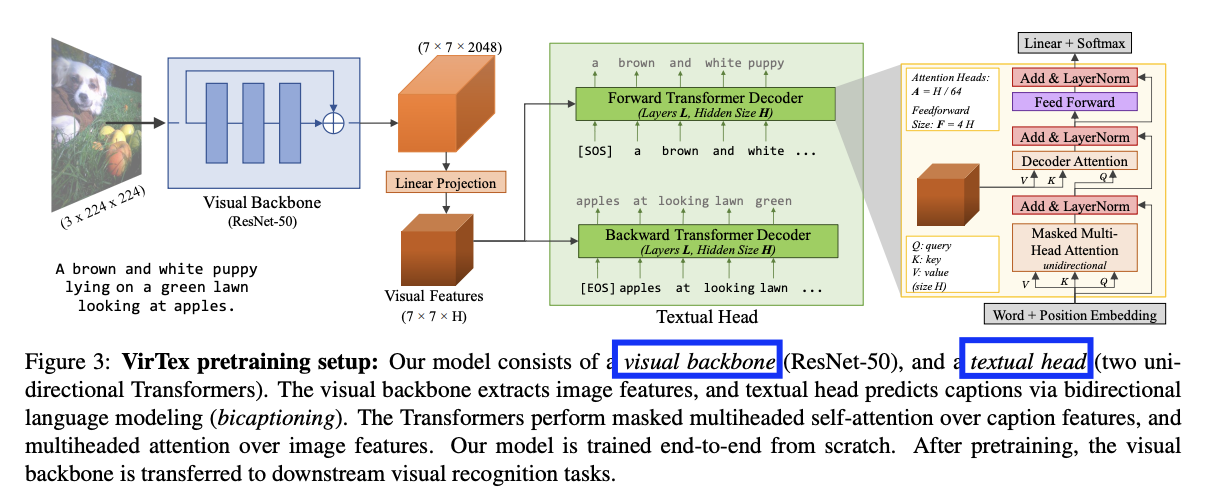 (3 x 224 x 224)
A brown and white puppy
lying on a green lawn
looking at apples.
Visual Backbone
(ResNet-50)
(7 × 7 × 2048)
Linear Projection
Visual Features
(7 × 7 × H)
a brown and white puppy
Forward Transformer Decoder
(Layers L, Hidden Size H)
[SOS] a brown and white ...
apples at looking lawn green
Backward Transformer Decoder
(Layers L, Hidden Size H)
[EOS] apples at looking lawn ...
Textual Head
Linear + Softmax
Attention Heads:
A = H / 64
Feedforward
Size: F = 4 H
Add & LayerNorm
Feed Forward
Add & LayerNorm
Decoder Attention
V K Q
Add & LayerNorm
Masked Multi-
Head Attention
unidirectional
V K Q
Q: query
K: key
V: value
(size H)
Word + Position Embedding
Figure 3: VirTex pretraining setup: Our model consists of a visual backbone (ResNet-50), and a textual head (two uni-
directional Transformers). The visual backbone extracts image features, and textual head predicts captions via bidirectional
language modeling (bicaptioning). The Transformers perform masked multiheaded self-attention over caption features, and
multiheaded attention over image features. Our model is trained end-to-end from scratch. After pretraining, the visual
backbone is transferred to downstream visual recognition tasks.